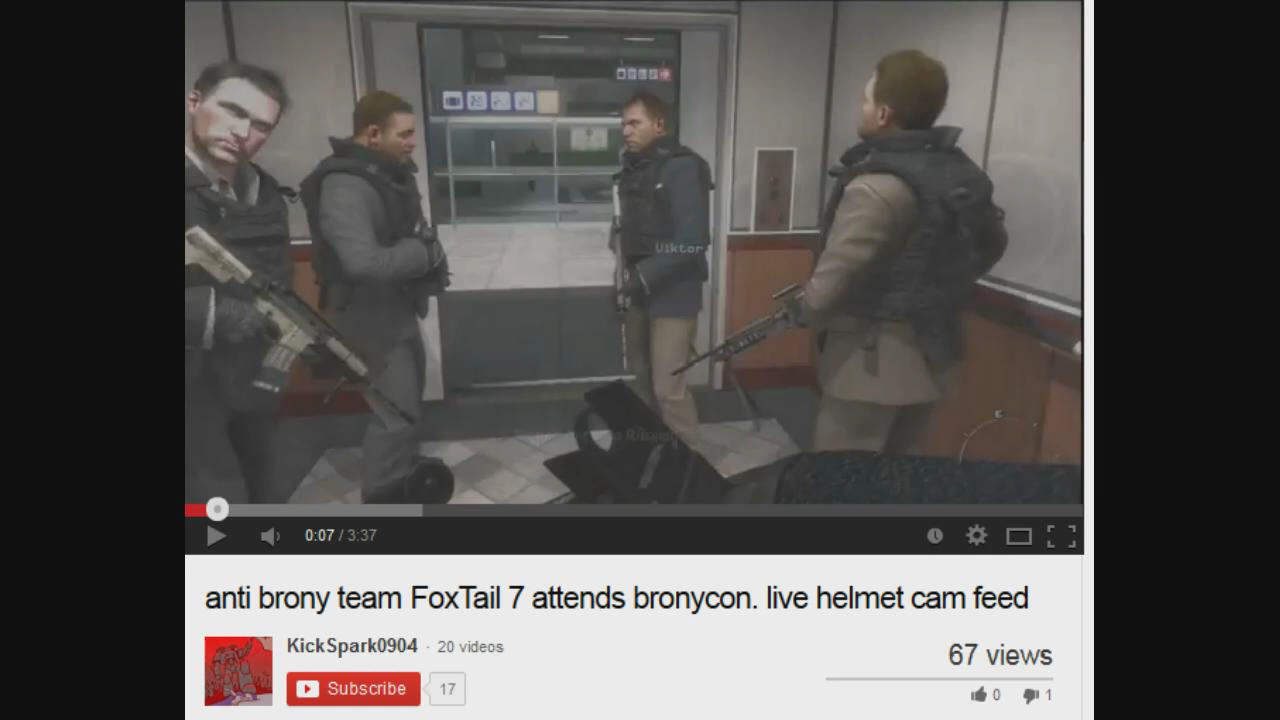 Viktor
0:07 / 3:37
anti brony team FoxTail 7 attends bronycon. live helmet cam feed
KickSpark0904 · 20 videos
67 views
Subscribe 17
0 1